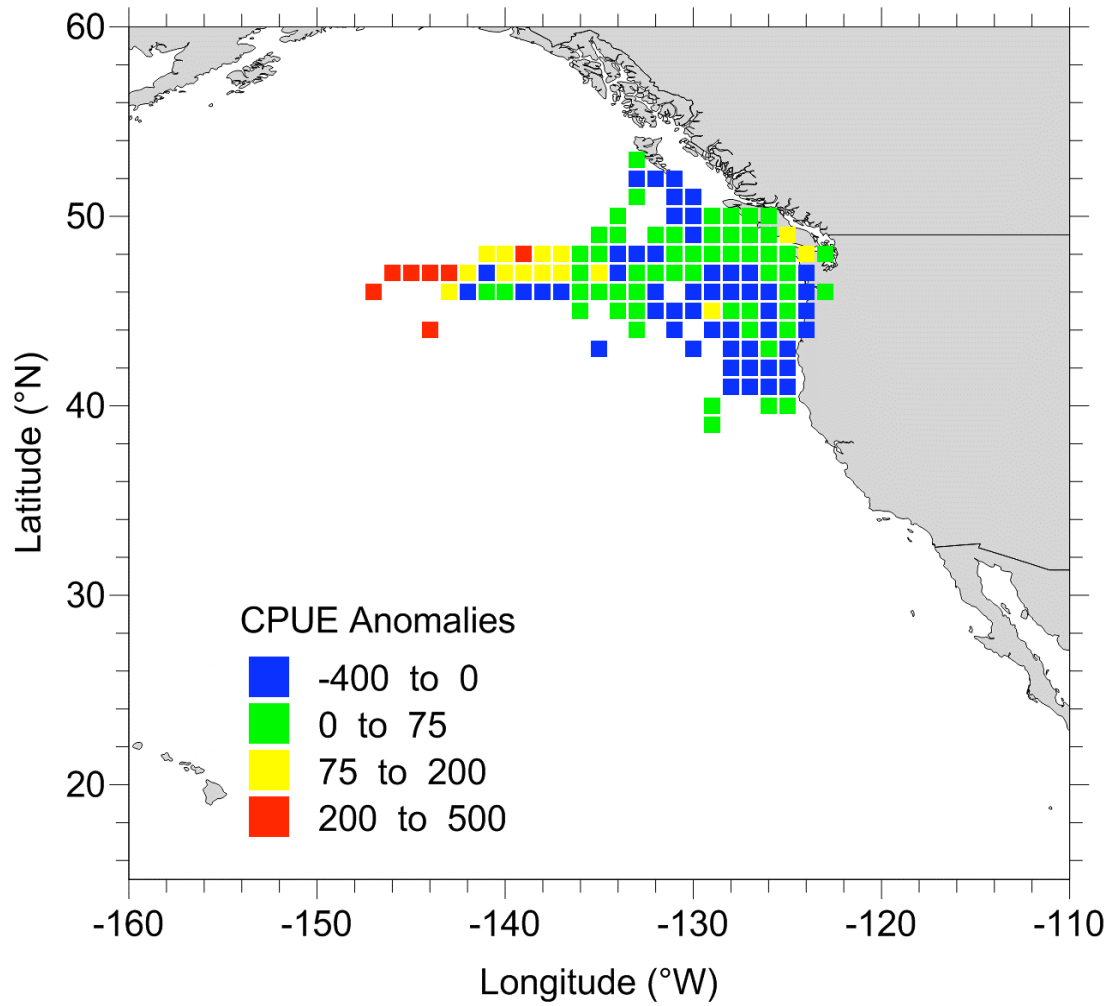 60
50
40
30
20
Latitude (°N)
CPUE Anomalies
-400 to 0
0 to 75
75 to 200
200 to 500
-160 -150 -140 -130 -120 -110
Longitude (°W)